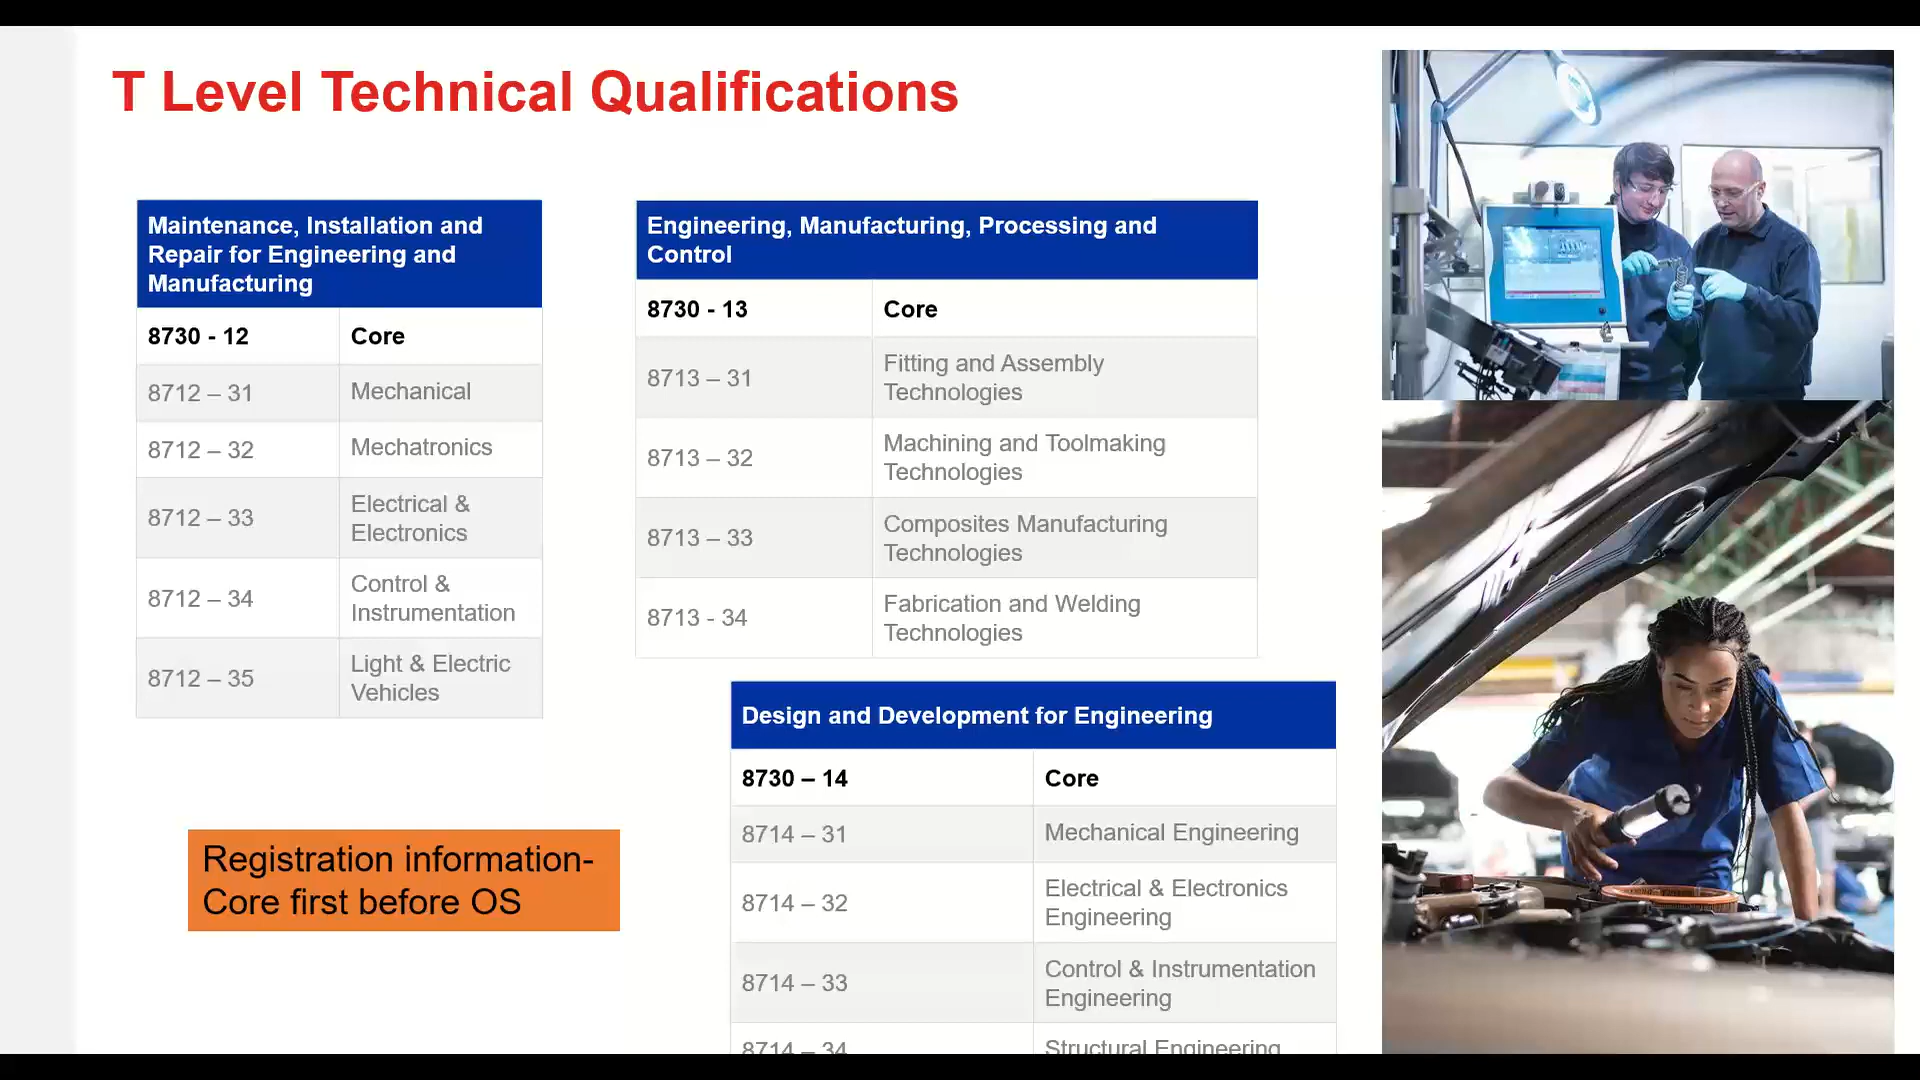 T Level Technical Qualifications
Maintenance, Installation and
Repair for Engineering and
Manufacturing
8730 - 12 Core
8712 – 31 Mechanical
8712 – 32 Mechatronics
8712 – 33 Electrical &
Electronics
8712 – 34 Control &
Instrumentation
8712 – 35 Light & Electric
Vehicles
Engineering, Manufacturing, Processing and
Control
8730 - 13 Core
8713 – 31 Fitting and Assembly
Technologies
8713 – 32 Machining and Toolmaking
Technologies
8713 – 33 Composites Manufacturing
Technologies
8713 - 34 Fabrication and Welding
Technologies
Design and Development for Engineering
8730 – 14 Core
8714 – 31 Mechanical Engineering
8714 – 32 Electrical & Electronics
Engineering
8714 – 33 Control & Instrumentation
Engineering
8714 – 34 Structural Engineering
Registration information-
Core first before OS